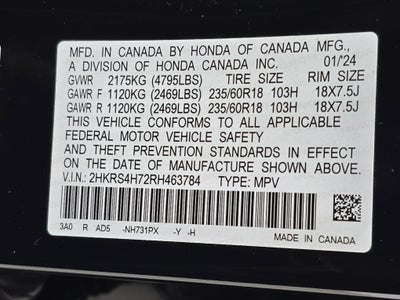 MFD. IN CANADA BY HONDA OF CANADA MFG.,
A DIVISION OF HONDA CANADA INC. 01/'24
GVWR 2175KG (4795LBS) TIRE SIZE RIM SIZE
GAWR F 1120KG (2469LBS) 235/60R18 103H 18X7.5J
GAWR R 1120KG (2469LBS) 235/60R18 103H 18X7.5J
THIS VEHICLE CONFORMS TO ALL APPLICABLE
FEDERAL MOTOR VEHICLE SAFETY
AND THEFT PREVENTION STANDARDS IN EFFECT
ON THE DATE OF MANUFACTURE SHOWN ABOVE.
V.I.N: 2HKRS4H72RH463784 TYPE: MPV
3A0 R AD5 -NH731PX -Y -H
MADE IN CANADA